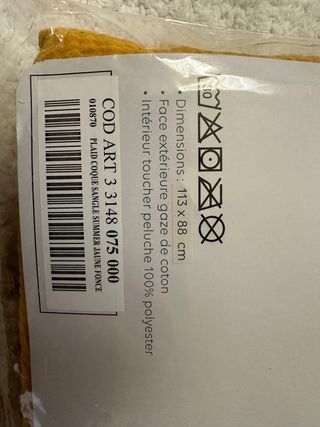 30
• Dimensions : 113 x 88 cm
• Face extérieure gaze de coton
• Intérieur toucher peluche 100% polyester
COD ART 3 3148 075 000
010870 PLAID COQUE SANGLE SUMMER JAUNE FONCE